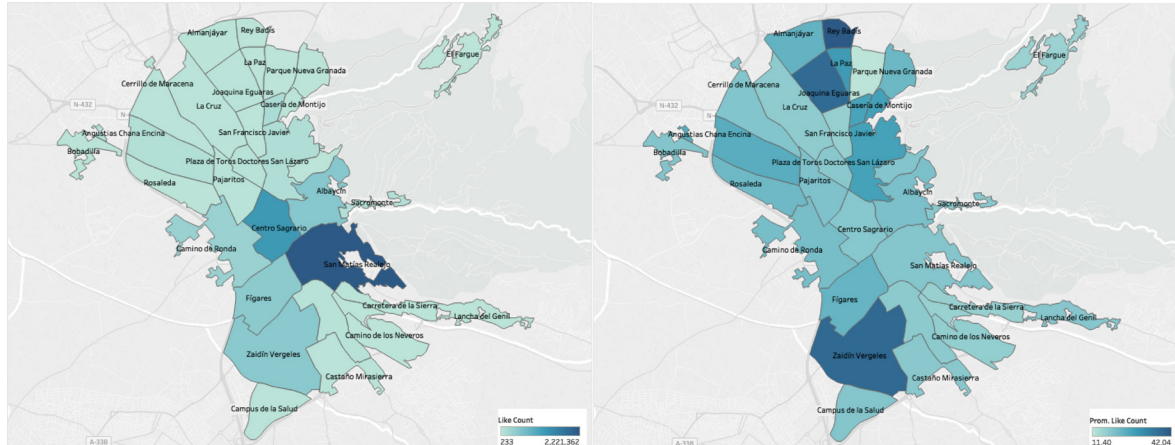 Almanjáyar
Rey Badís
El Fargue
La Paz
Parque Nueva Granada
Cerrillo de Maracena
Joaquina Eguaras
N-432
La Cruz
Casería de Montijo
N-
Angustias Chana Encina
San Francisco Javier
Bobadilla
Plaza de Toros Doctores San Lázaro
Rosaleda
Pajaritos
Albaycín
Sacromonte
Centro Sagrario
Camino de Ronda
San Matías Realejo
Fígares
Carretera de la Sierra
Lancha del Genil
Camino de los Neveros
Zaidín Vergeles
Castaño Mirasierra
Campus de la Salud
A-338
Like Count
233 2,221,362
Almanjáyar
Rey Badís
El Fargue
La Paz
Parque Nueva Granada
Cerrillo de Maracena
Joaquina Eguaras
N-432
La Cruz
Casería de Montijo
N-
Angustias Chana Encina
San Francisco Javier
Bobadilla
Plaza de Toros Doctores San Lázaro
Rosaleda
Pajaritos
Albaycín
Sacromonte
Centro Sagrario
Camino de Ronda
San Matías Realejo
Fígares
Carretera de la Sierra
Lancha del Genil
Camino de los Neveros
Zaidín Vergeles
Castaño Mirasierra
Campus de la Salud
A-338
Prom. Like Count
11.40 42.04